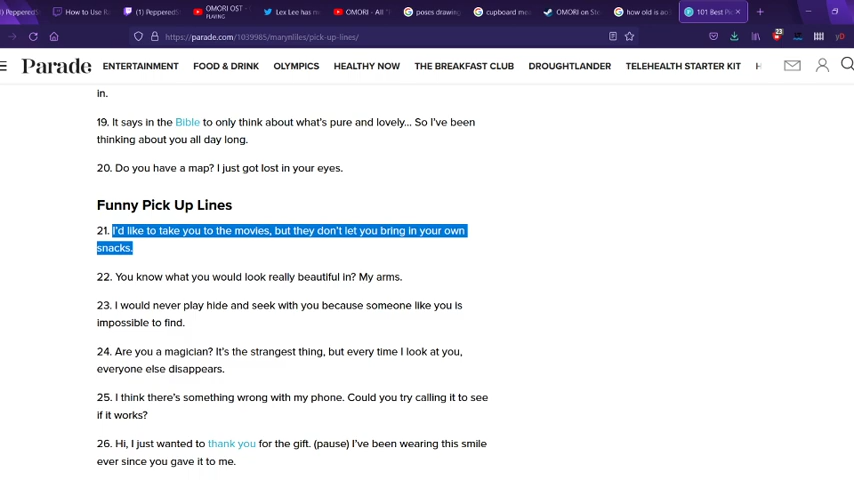 ) PepperedS
How to Use R
(1) PepperedS
OMORI OST -
PLAYING
Lex Lee has m
OMORI - All "
poses drawing
cupboard mea
OMORI on Ste
how old is ao
101 Best Pic
https://parade.com/1039985/marynliles/pick-up-lines/
23
Parade
ENTERTAINMENT
FOOD & DRINK
OLYMPICS
HEALTHY NOW
THE BREAKFAST CLUB
DROUGHTLANDER
TELEHEALTH STARTER KIT
H
in.
19. It says in the Bible to only think about what's pure and lovely... So I've been
thinking about you all day long.
20. Do you have a map? I just got lost in your eyes.
Funny Pick Up Lines
21. I'd like to take you to the movies, but they don't let you bring in your own
snacks.
22. You know what you would look really beautiful in? My arms.
23. I would never play hide and seek with you because someone like you is
impossible to find.
24. Are you a magician? It's the strangest thing, but every time I look at you,
everyone else disappears.
25. I think there's something wrong with my phone. Could you try calling it to see
if it works?
26. Hi, I just wanted to thank you for the gift. (pause) I've been wearing this smile
ever since you gave it to me.